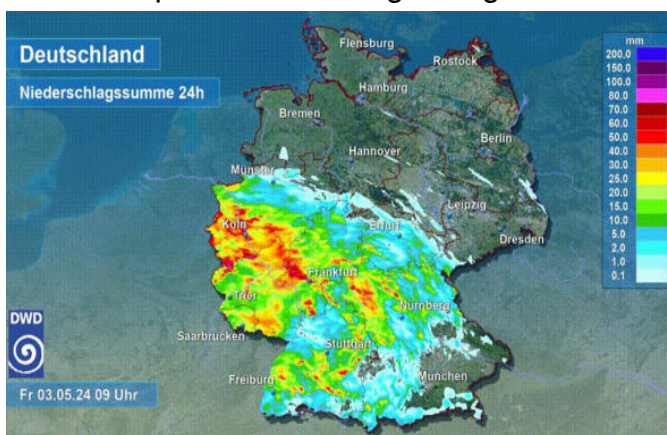 Deutschland
Niederschlagssumme 24h
Flensburg
Rostock
Hamburg
Bremen
Berlin
Hannover
Münster
Leipzig
Köln
Erfurt
Dresden
Frankfurt
Trier
Nürnberg
Saarbrücken
Stuttgart
Freiburg
München
DWD
Fr 03.05.24 09 Uhr
mm
200.0
150.0
100.0
80.0
70.0
60.0
50.0
40.0
30.0
25.0
20.0
15.0
10.0
5.0
2.0
1.0
0.1